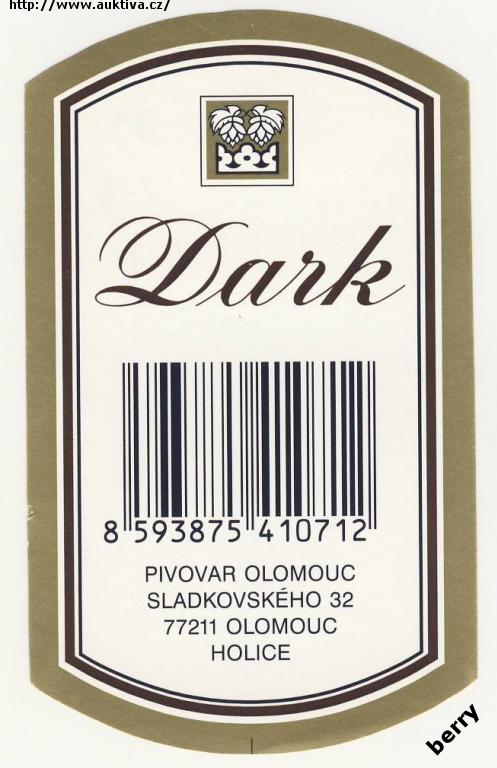 http://www.auktiva.cz/
Dark
8 593875 410712
PIVOVAR OLOMOUC
SLADKOVSKÉHO 32
77211 OLOMOUC
HOLICE
berry